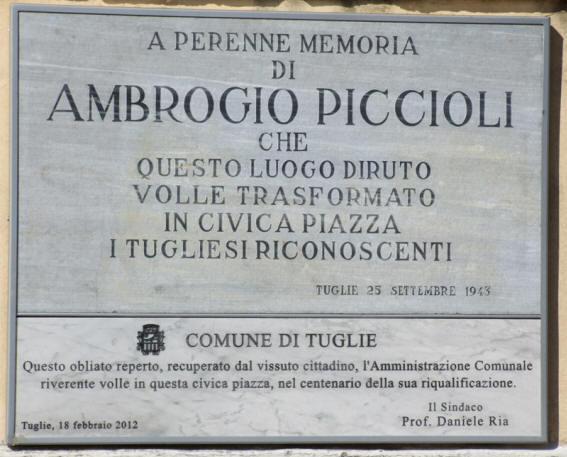 A PERENNE MEMORIA
DI
AMBROGIO PICCIOLI
CHE
QUESTO LUOGO DIRUTO
VOLLE TRASFORMATO
IN CIVICA PIAZZA
I TUGLIESI RICONOSCENTI
TUGLIE 25 SETTEMBRE 1943
COMUNE DI TUGLIE
Questo obliato reperto, recuperato dal vissuto cittadino, l'Amministrazione Comunale
riverente volle in questa civica piazza, nel centenario della sua riqualificazione.
Il Sindaco
Tuglie, 18 febbraio 2012 Prof. Daniele Ria